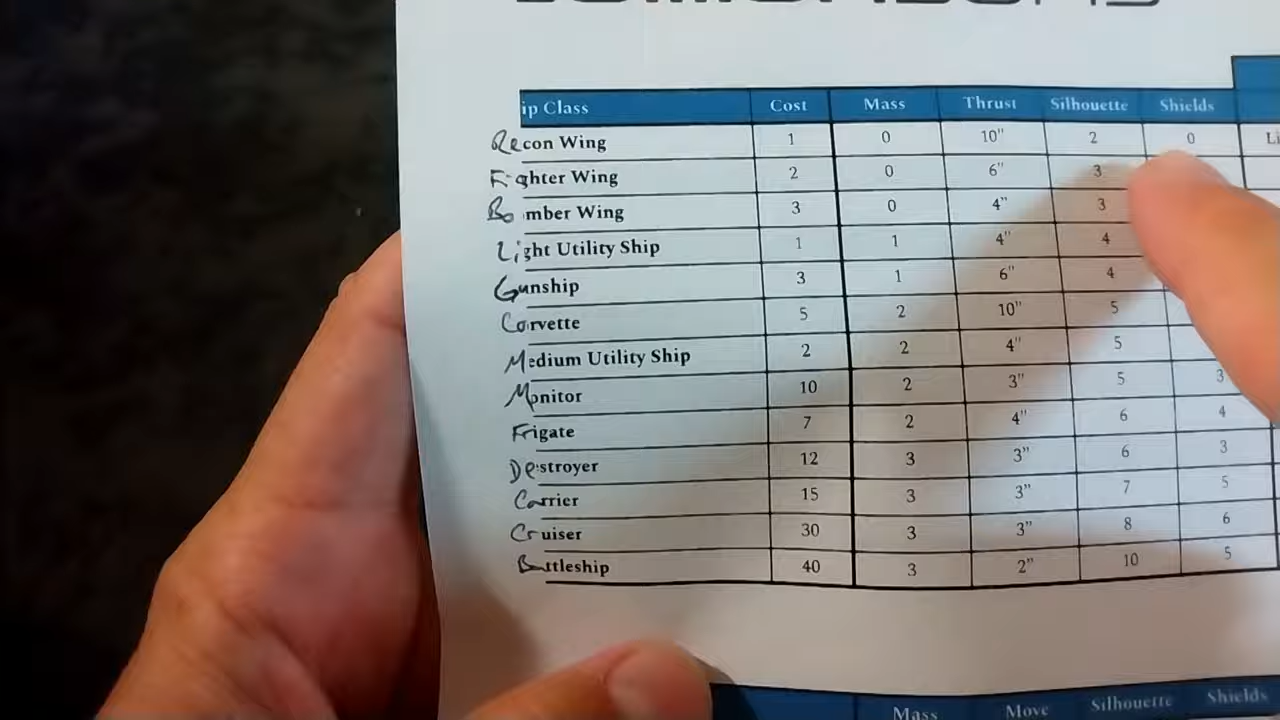 ip Class Cost Mass Thrust Silhouette Shields
Recon Wing 1 0 10" 2 0 Li
Fighter Wing 2 0 6" 3
Bomber Wing 3 0 4" 3
Light Utility Ship 1 1 4" 4
Gunship 3 1 6" 4
Corvette 5 2 10" 5
Medium Utility Ship 2 2 4" 5
Monitor 10 2 3" 5 3
Frigate 7 2 4" 6 4
Destroyer 12 3 3" 6 3
Carrier 15 3 3" 7 5
Cruiser 30 3 3" 8 6
Battleship 40 3 2" 10 5
Mass Move Silhouette Shields